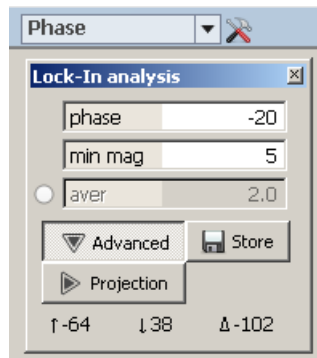 Phase
Lock-In analysis
phase -20
min mag 5
aver 2.0
Advanced Store
Projection
↑-64 ↓38 Δ-102